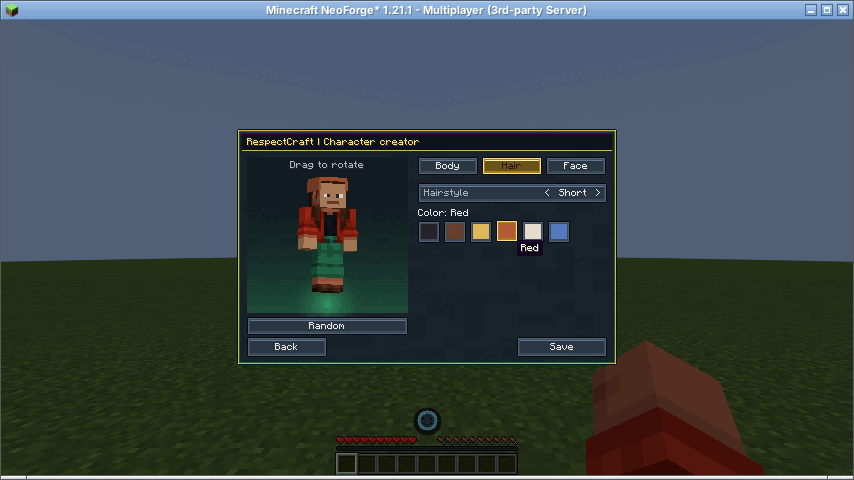 Minecraft NeoForge* 1.21.1 - Multiplayer (3rd-party Server)
RespectCraft | Character creator
Drag to rotate
Body
Hair
Face
Hairstyle
< Short >
Color: Red
Red
Random
Back
Save